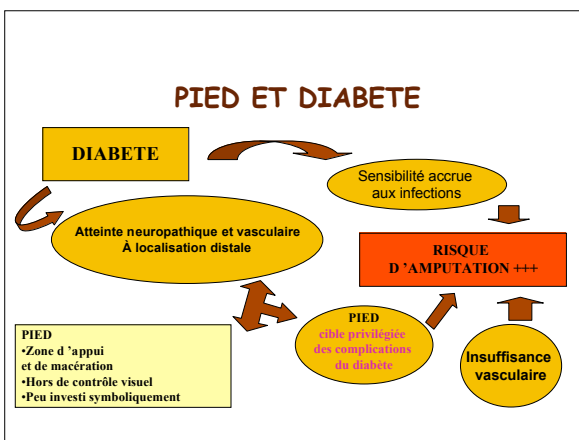 PIED ET DIABETE
DIABETE
Sensibilité accrue
aux infections
Atteinte neuropathique et vasculaire
À localisation distale
RISQUE
D ’AMPUTATION +++
PIED
•Zone d ’appui
et de macération
•Hors de contrôle visuel
•Peu investi symboliquement
PIED
cible privilégiée
des complications
du diabète
Insuffisance
vasculaire